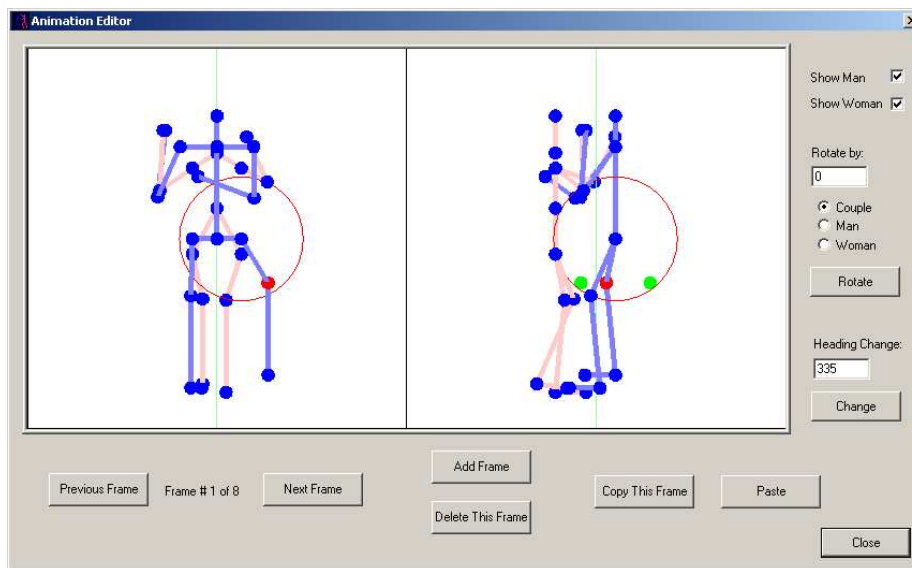 Animation Editor
Show Man
Show Woman
Rotate by:
0
Couple
Man
Woman
Rotate
Heading Change:
335
Change
Previous Frame
Frame # 1 of 8
Next Frame
Add Frame
Delete This Frame
Copy This Frame
Paste
Close